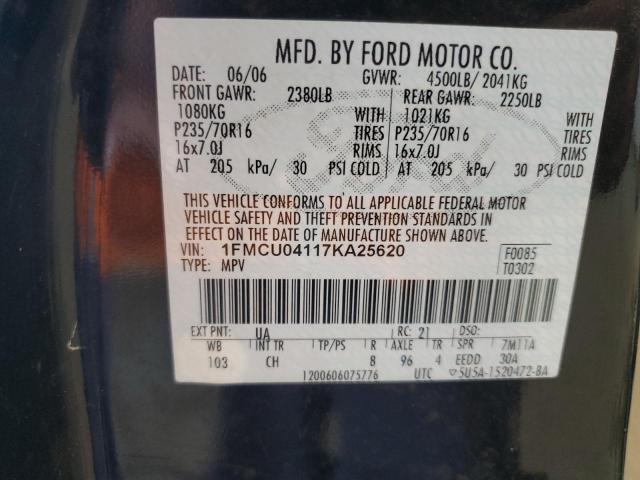 MFD. BY FORD MOTOR CO.
DATE: 06/06 GVWR: 4500LB/ 2041KG
FRONT GAWR: 2380LB REAR GAWR: 2250LB
1080KG WITH 1021KG WITH
P235/70R16 TIRES P235/70R16 TIRES
16x7.0J RIMS 16x7.0J RIMS
AT 205 kPa/ 30 PSI COLD AT 205 kPa/ 30 PSI COLD
THIS VEHICLE CONFORMS TO ALL APPLICABLE FEDERAL MOTOR
VEHICLE SAFETY AND THEFT PREVENTION STANDARDS IN
EFFECT ON THE DATE OF MANUFACTURE SHOWN ABOVE.
VIN: 1FMCU04117KA25620 F0085
TYPE: MPV T0302
EXT PNT: UA RC: 21 DSO:
WB INT TR TP/PS R AXLE TR SPR 7M11A
103 CH 8 96 4 EEDD 30A
1200606075776 UTC ▽5U5A-1520472-BA